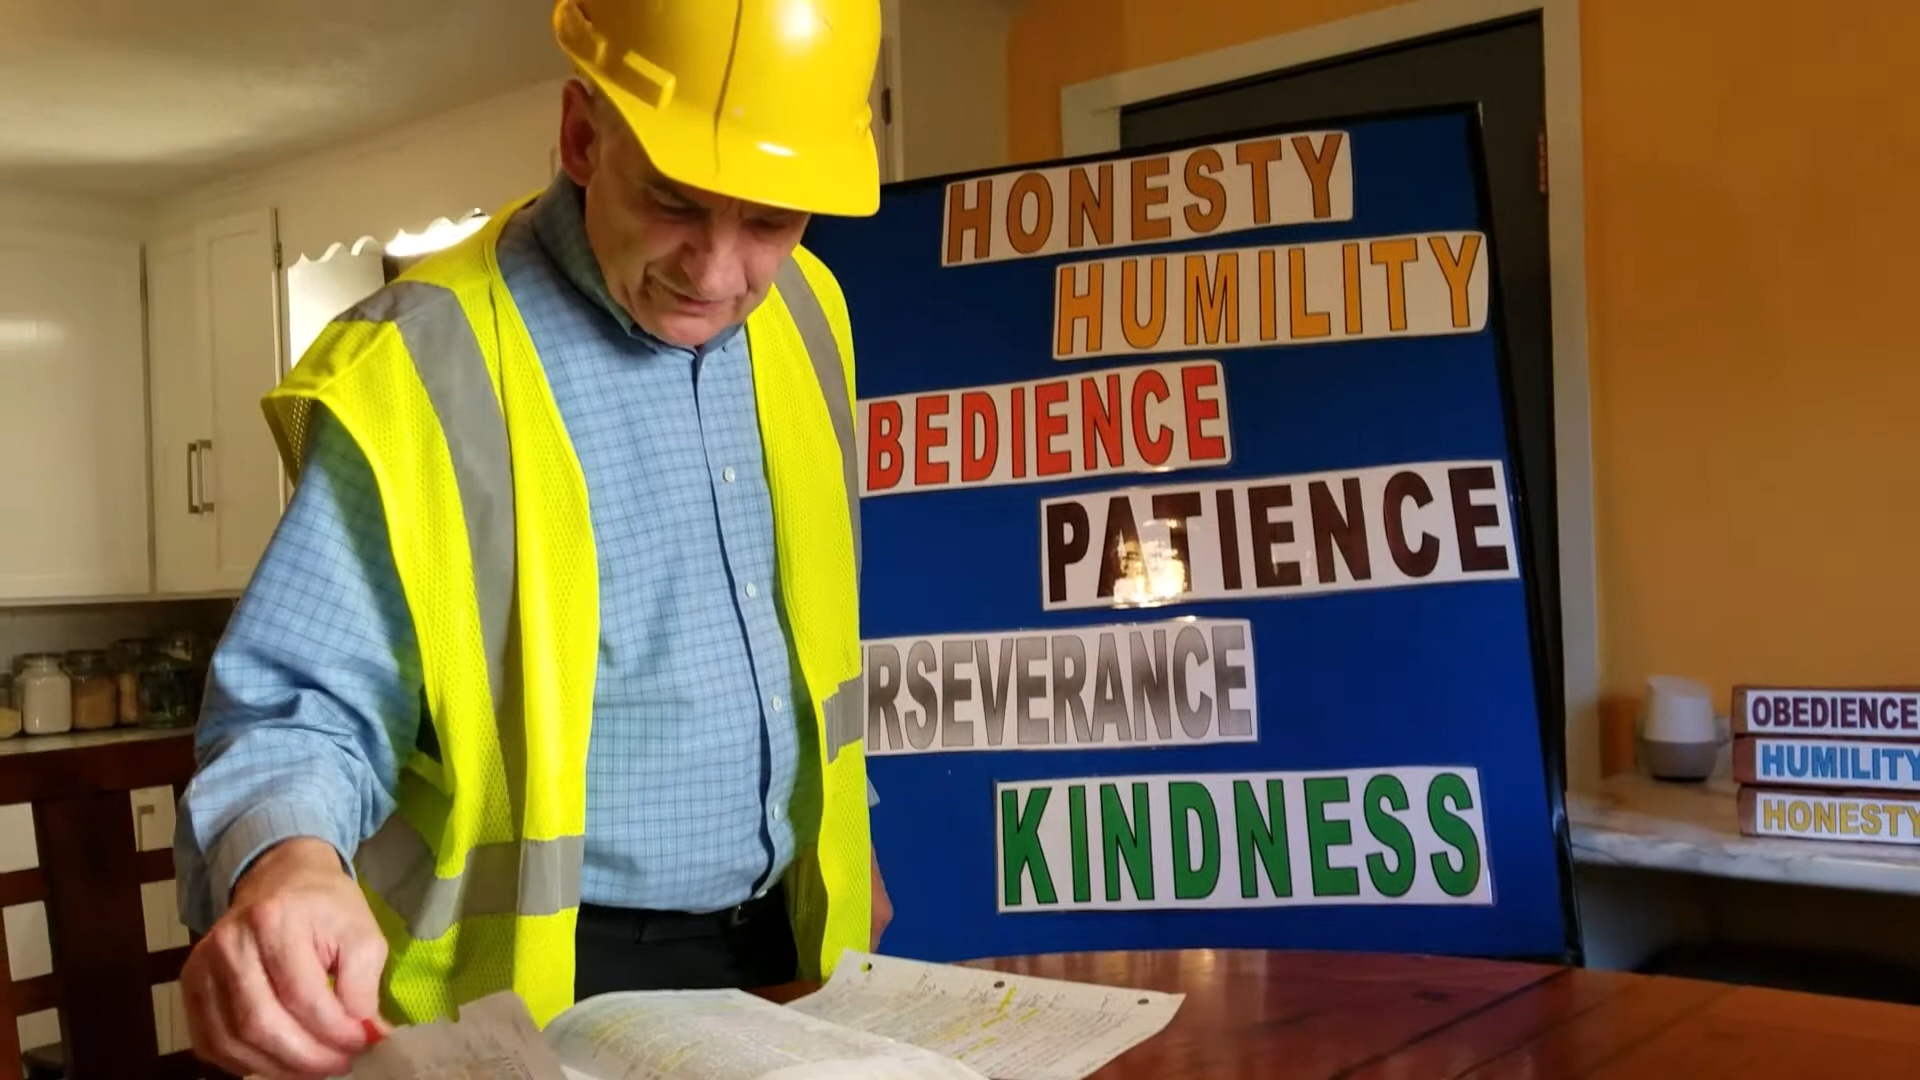 HONESTY
HUMILITY
BEDIENCE
PATIENCE
RSEVERANCE
KINDNESS
OBEDIENCE
HUMILITY
HONESTY